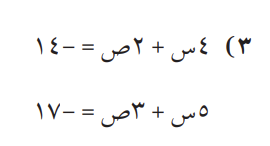 ٣) ٤س + ٢ص = −١٤
٥س + ٣ص = −١٧